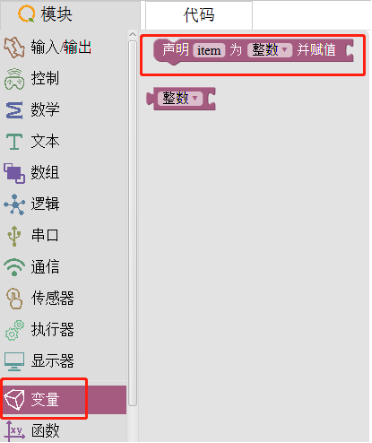 模块
代码
输入/输出
控制
数学
文本
数组
逻辑
串口
通信
传感器
执行器
显示器
变量
函数
声明 item 为 整数 并赋值
整数